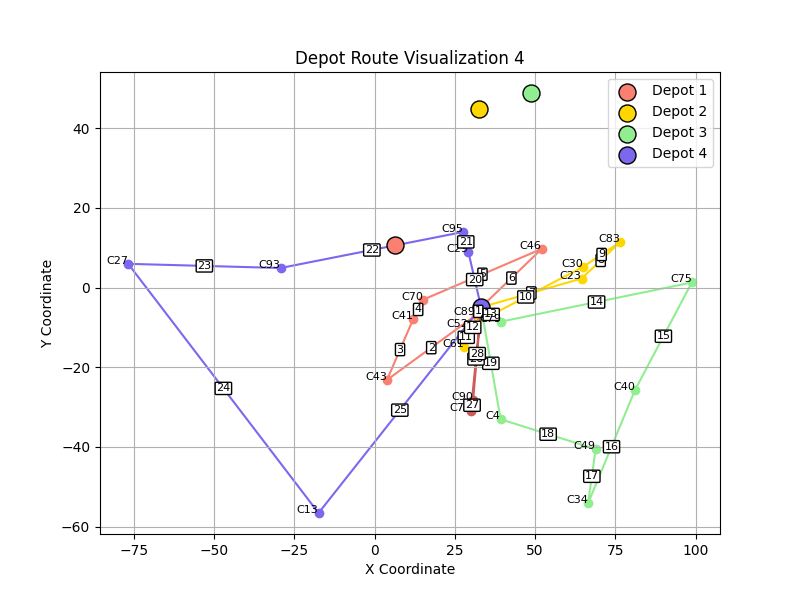 Depot Route Visualization 4
Depot 1
Depot 2
Depot 3
Depot 4
Y Coordinate
X Coordinate
40
20
0
−20
−40
−60
−75
−50
−25
0
25
50
75
100
C95
C27
C93
C46
C83
C30
C23
C75
C70
C41
C89
C43
C90
C4
C40
C49
C34
C13
21
22
23
20
6
9
10
14
4
13
12
11
3
2
15
28
19
24
25
27
18
16
17